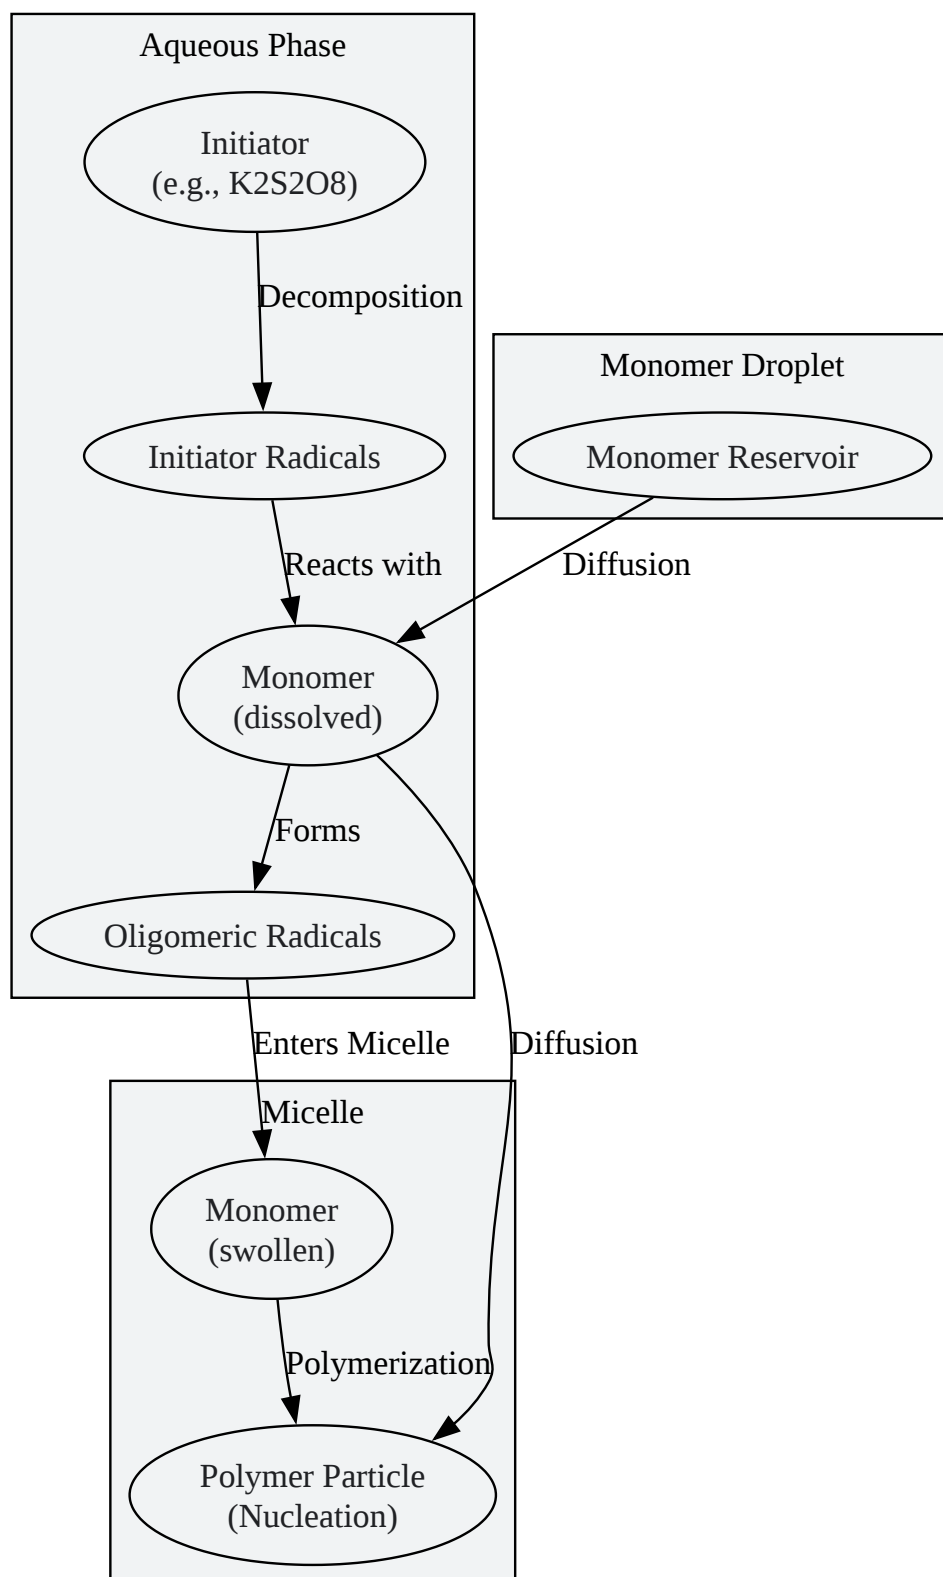 Aqueous Phase
Initiator
(e.g., K2S2O8)
Decomposition
Monomer Droplet
Initiator Radicals
Monomer Reservoir
Reacts with
Diffusion
Monomer
(dissolved)
Forms
Oligomeric Radicals
Enters Micelle
Diffusion
Micelle
Monomer
(swollen)
Polymerization
Polymer Particle
(Nucleation)